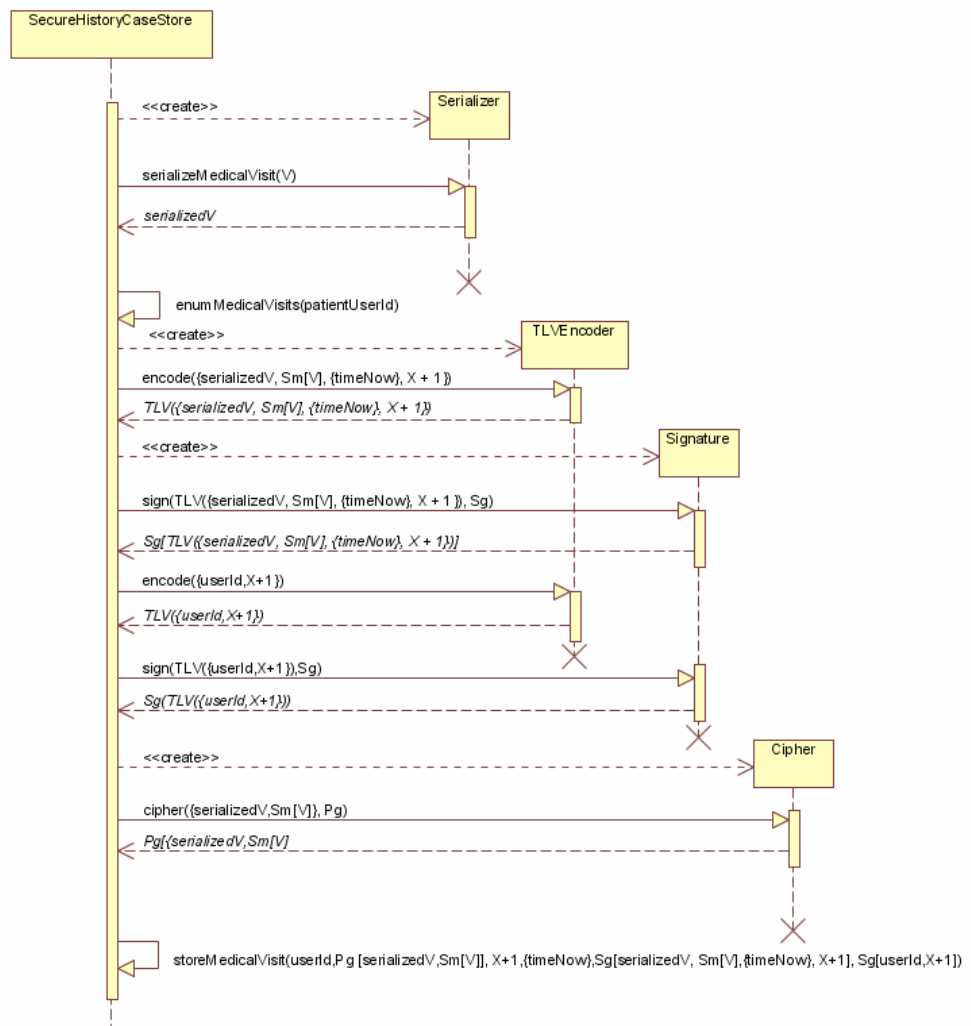 SecureHistoryCaseStore
<<create>>
Serializer
serializeMedicalVisit(V)
serializedV
enumMedicalVisits(patientUserId)
<<create>>
TLVEncoder
encode({serializedV, Sm[V], {timeNow}, X + 1})
TLV({serializedV, Sm[V], {timeNow}, X + 1})
<<create>>
Signature
sign(TLV({serializedV, Sm[V], {timeNow}, X + 1}), Sg)
Sg[TLV({serializedV, Sm[V], {timeNow}, X + 1})]
encode({userId,X+1})
TLV({userId,X+1})
sign(TLV({userId,X+1}),Sg)
Sg(TLV({userId,X+1}))
<<create>>
Cipher
cipher({serializedV,Sm[V]}, Pg)
Pg[{serializedV,Sm[V]
storeMedicalVisit(userId,Pg [serializedV,Sm[V]], X+1,{timeNow},Sg[serializedV, Sm[V],{timeNow}, X+1], Sg[userId,X+1])